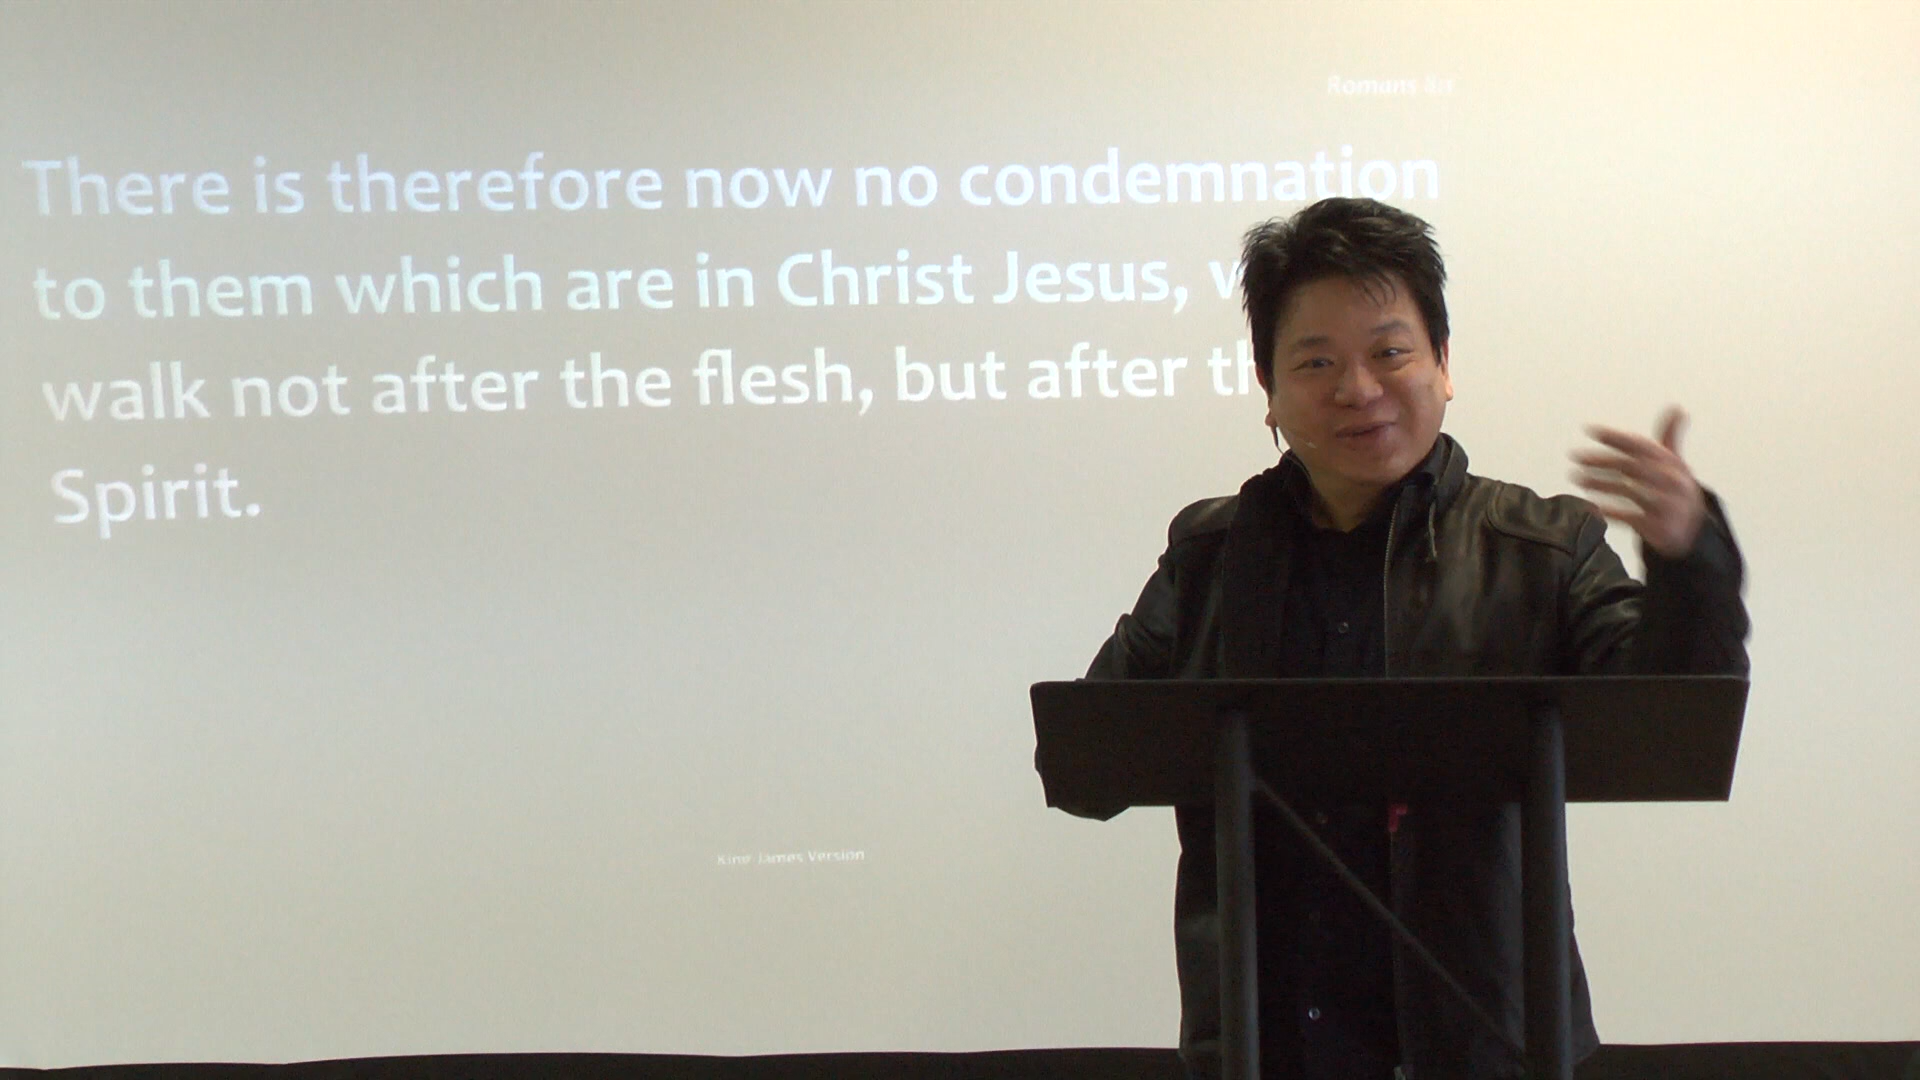 Romans 8:1
There is therefore now no condemnation
to them which are in Christ Jesus,
walk not after the flesh, but after
Spirit.
King James Version